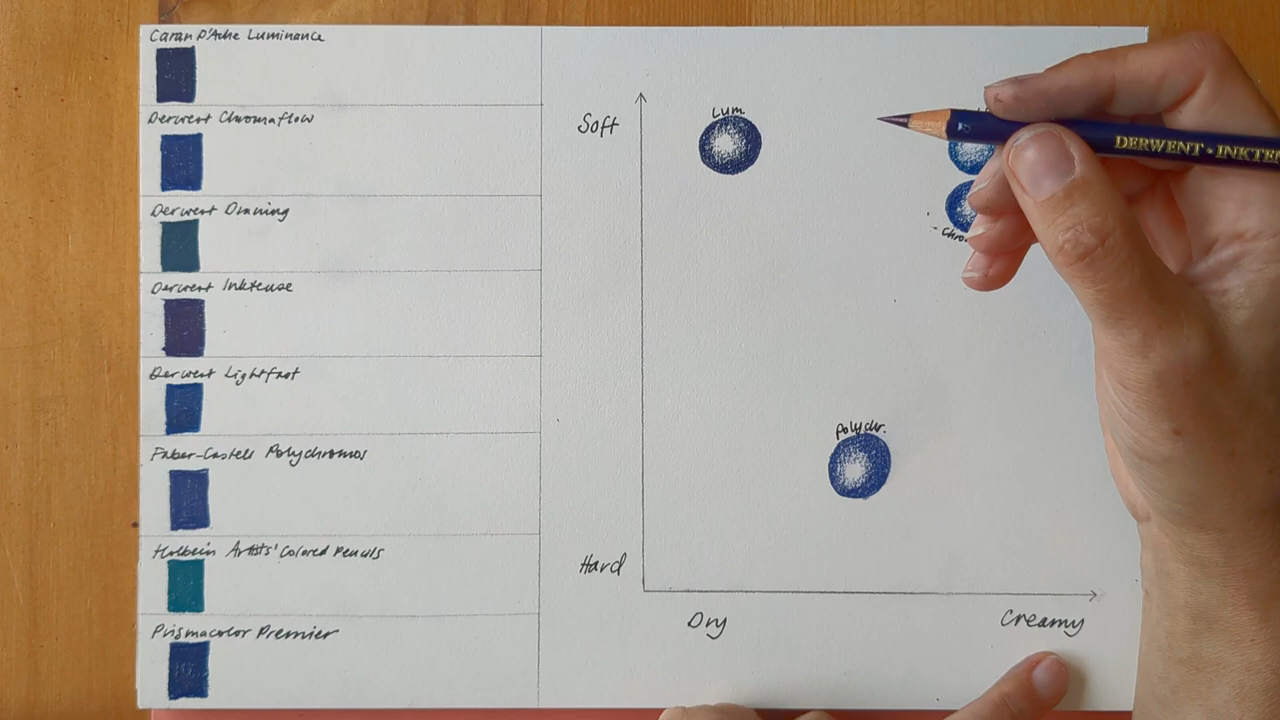 Caran D'Ache Luminance
Derwent Chromaflow
Derwent Drawing
Derwent Inktense
Derwent Lightfast
Faber-Castell Polychromos
Holbein Artists' Colored Pencils
Prismacolor Premier
Soft
Lum.
DERWENT • INKTEN
Chro
Polychr.
Hard
Dry
Creamy